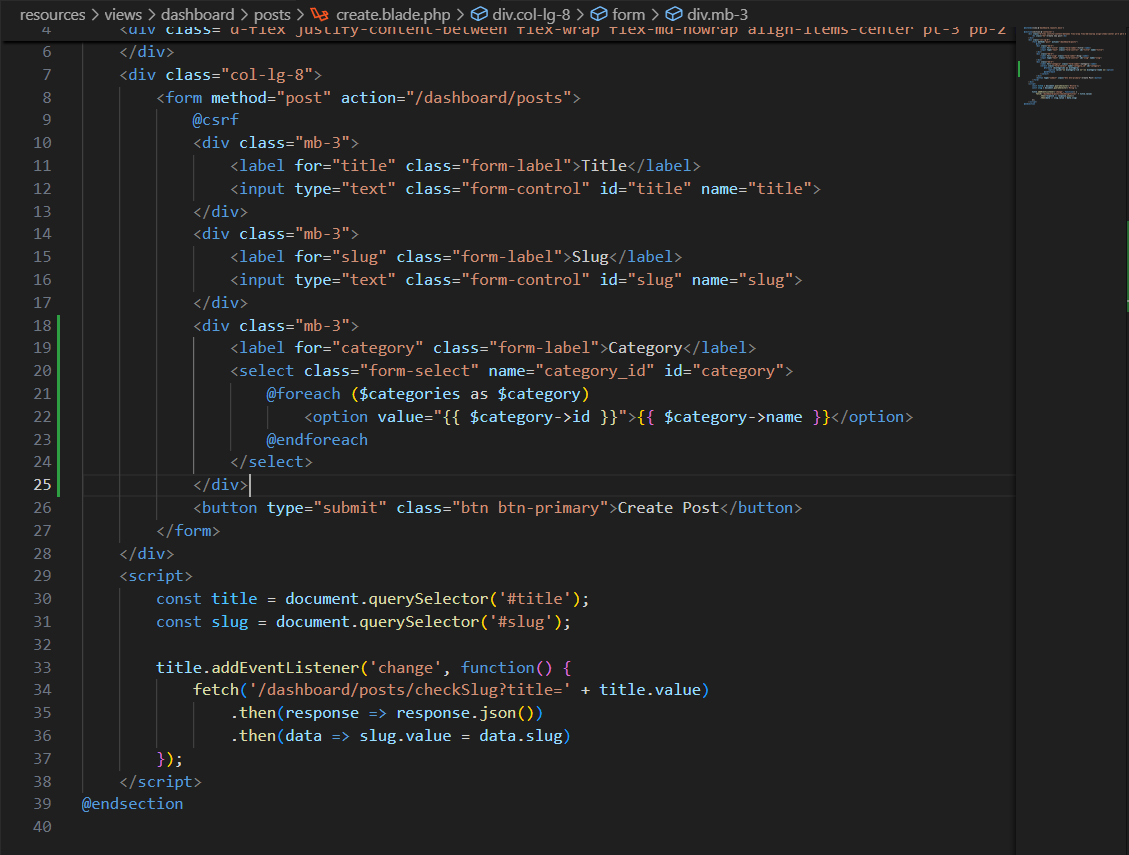 resources > views > dashboard > posts > create.blade.php > div.col-lg-8 > form > div.mb-3
4     <div class="d-flex justify-content-between flex-wrap flex-md-nowrap align-items-center pt-3 pb-2
6     </div>
7     <div class="col-lg-8">
8         <form method="post" action="/dashboard/posts">
9             @csrf
10             <div class="mb-3">
11                 <label for="title" class="form-label">Title</label>
12                 <input type="text" class="form-control" id="title" name="title">
13             </div>
14             <div class="mb-3">
15                 <label for="slug" class="form-label">Slug</label>
16                 <input type="text" class="form-control" id="slug" name="slug">
17             </div>
18             <div class="mb-3">
19                 <label for="category" class="form-label">Category</label>
20                 <select class="form-select" name="category_id" id="category">
21                     @foreach ($categories as $category)
22                         <option value="{{ $category->id }}">{{ $category->name }}</option>
23                     @endforeach
24                 </select>
25             </div>
26             <button type="submit" class="btn btn-primary">Create Post</button>
27         </form>
28     </div>
29     <script>
30         const title = document.querySelector('#title');
31         const slug = document.querySelector('#slug');
32
33         title.addEventListener('change', function() {
34             fetch('/dashboard/posts/checkSlug?title=' + title.value)
35                 .then(response => response.json())
36                 .then(data => slug.value = data.slug)
37         });
38     </script>
39 @endsection
40